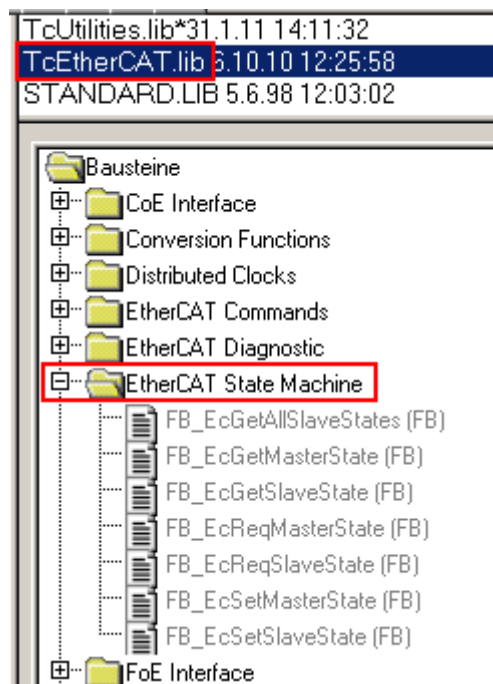 TcUtilities.lib*31.1.11 14:11:32
TcEtherCAT.lib 6.10.10 12:25:58
STANDARD.LIB 5.6.98 12:03:02
Bausteine
CoE Interface
Conversion Functions
Distributed Clocks
EtherCAT Commands
EtherCAT Diagnostic
EtherCAT State Machine
FB_EcGetAllSlaveStates (FB)
FB_EcGetMasterState (FB)
FB_EcGetSlaveState (FB)
FB_EcReqMasterState (FB)
FB_EcReqSlaveState (FB)
FB_EcSetMasterState (FB)
FB_EcSetSlaveState (FB)
FoE Interface